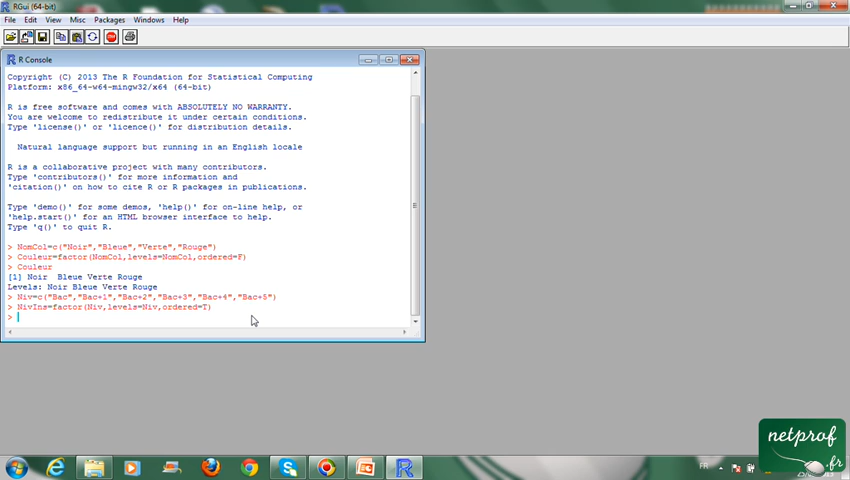 RGui (64-bit)
File Edit View Misc Packages Windows Help
R Console
Copyright (C) 2013 The R Foundation for Statistical Computing
Platform: x86_64-w64-mingw32/x64 (64-bit)
R is free software and comes with ABSOLUTELY NO WARRANTY.
You are welcome to redistribute it under certain conditions.
Type 'license()' or 'licence()' for distribution details.
Natural language support but running in an English locale
R is a collaborative project with many contributors.
Type 'contributors()' for more information and
'citation()' on how to cite R or R packages in publications.
Type 'demo()' for some demos, 'help()' for on-line help, or
'help.start()' for an HTML browser interface to help.
Type 'q()' to quit R.
> NomCol=c("Noir","Bleue","Verte","Rouge")
> Couleur=factor(NomCol,levels=NomCol,ordered=F)
> Couleur
[1] Noir  Bleue Verte Rouge
Levels: Noir Bleue Verte Rouge
> Niv=c("Bac","Bac+1","Bac+2","Bac+3","Bac+4","Bac+5")
> NivIns=factor(Niv,levels=Niv,ordered=T)
>
netprof
.fr
FR